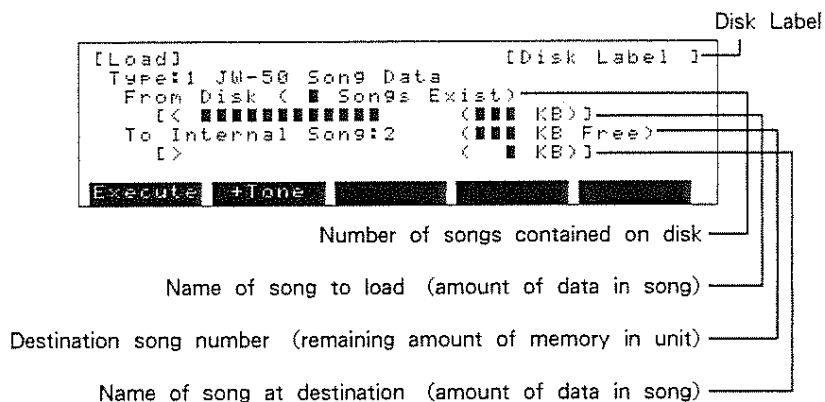 Disk Label
[Load] [Disk Label ]
Type:1 JW-50 Song Data
From Disk ( ■ Songs Exist)
[< ■■■■■■■■■■■■ (■■■ KB)]
To Internal Song:2 (■■■ KB Free)
[> ( ■ KB)]
Execute +Tone
Number of songs contained on disk
Name of song to load (amount of data in song)
Destination song number (remaining amount of memory in unit)
Name of song at destination (amount of data in song)